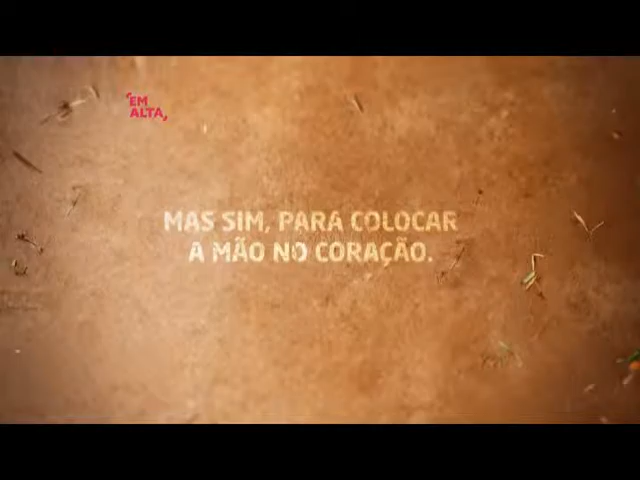 EM
ALTA
MAS SIM, PARA COLOCAR
A MÃO NO CORAÇÃO.